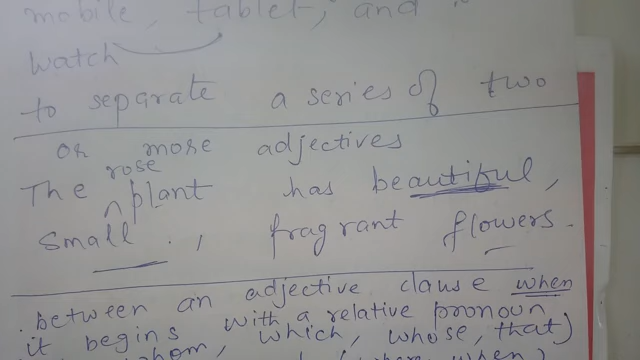 mobile, tablet, and
watch
to separate a series of two
or more adjectives
The rose plant has beautiful,
small, fragrant flowers.
between an adjective clause when
it begins with a relative pronoun
whom, which, whose, that)
when)